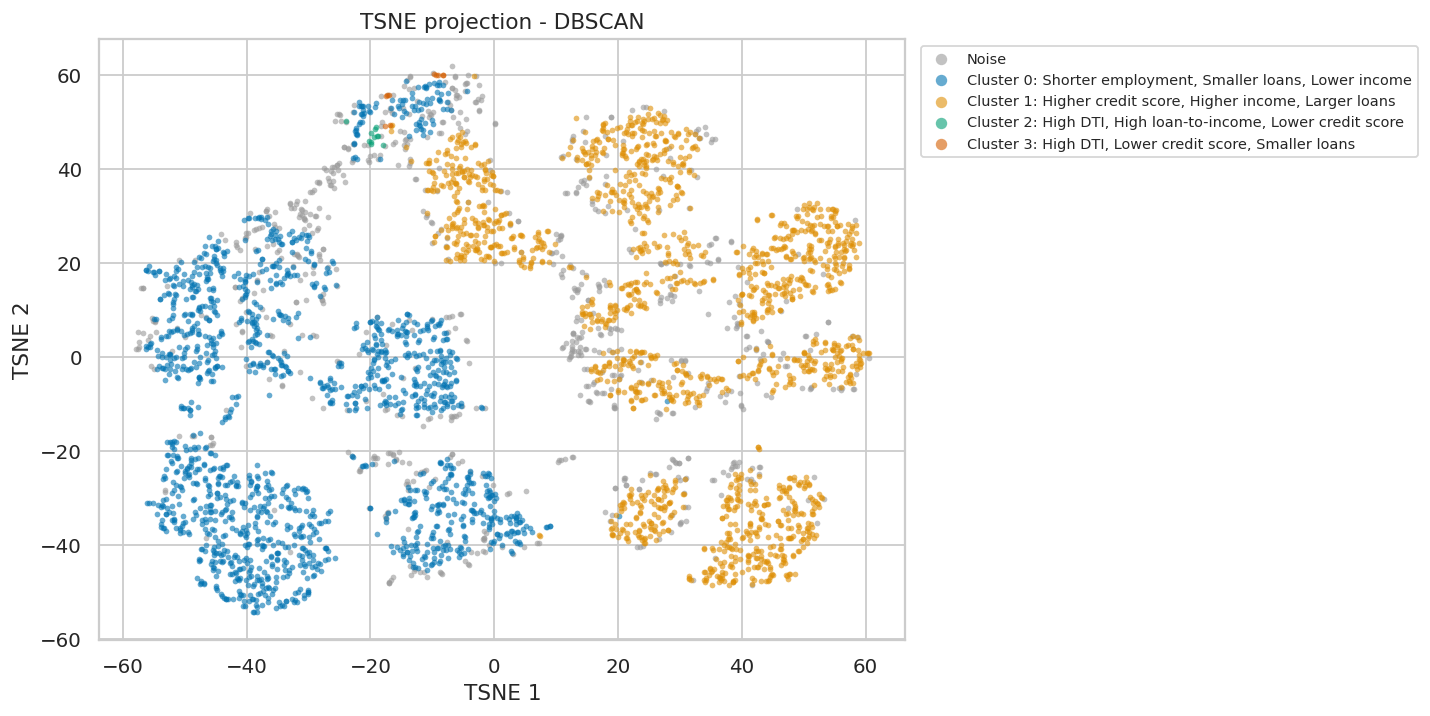 TSNE projection - DBSCAN
Noise
Cluster 0: Shorter employment, Smaller loans, Lower income
Cluster 1: Higher credit score, Higher income, Larger loans
Cluster 2: High DTI, High loan-to-income, Lower credit score
Cluster 3: High DTI, Lower credit score, Smaller loans
TSNE 2
60
40
20
0
−20
−40
−60
−60
−40
−20
0
20
40
60
TSNE 1